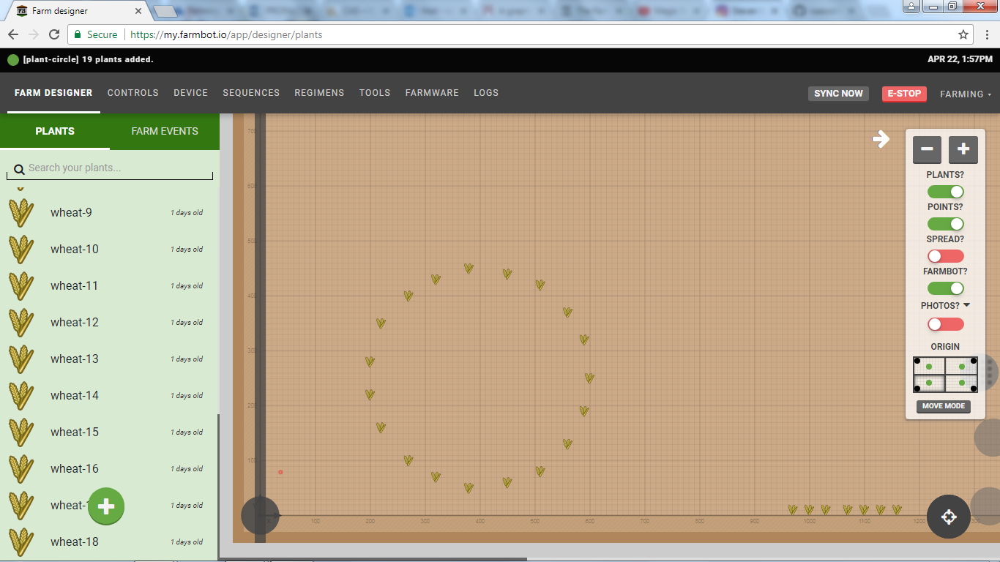 Farm designer
Secure https://my.farmbot.io/app/designer/plants
[plant-circle] 19 plants added.
APR 22, 1:57PM
FARM DESIGNER CONTROLS DEVICE SEQUENCES REGIMENS TOOLS FARMWARE LOGS
SYNC NOW E-STOP FARMING
PLANTS FARM EVENTS
Search your plants...
wheat-9 1 days old
wheat-10 1 days old
wheat-11 1 days old
wheat-12 1 days old
wheat-13 1 days old
wheat-14 1 days old
wheat-15 1 days old
wheat-16 1 days old
wheat- 1 days old
wheat-18 1 days old
500
400
200
100
100 200 300 400 500 600 700 800 900 1000 1100 1200
PLANTS?
POINTS?
SPREAD?
FARMBOT?
PHOTOS?
ORIGIN
MOVE MODE